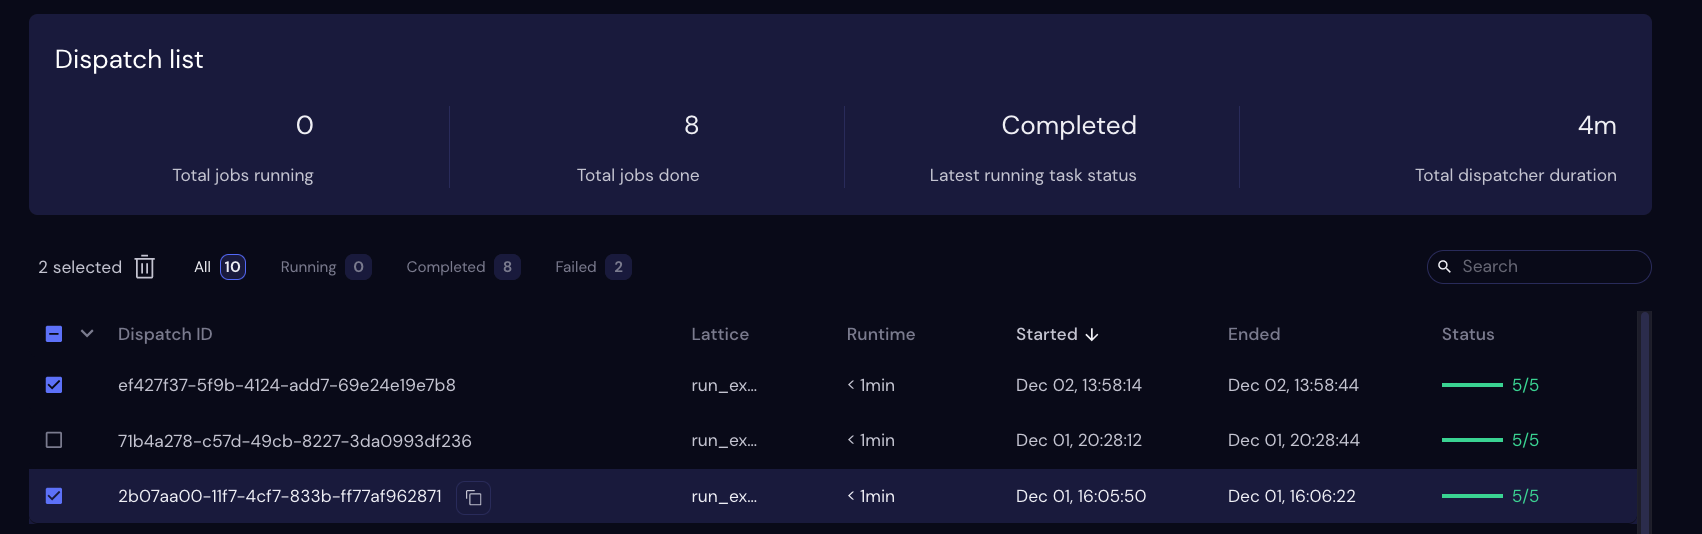 Dispatch list
0
8
Completed
4m
Total jobs running
Total jobs done
Latest running task status
Total dispatcher duration
2 selected
All 10
Running 0
Completed 8
Failed 2
Search
Dispatch ID Lattice Runtime Started Ended Status
ef427f37-5f9b-4124-add7-69e24e19e7b8 run_ex... < 1min Dec 02, 13:58:14 Dec 02, 13:58:44 5/5
71b4a278-c57d-49cb-8227-3da0993df236 run_ex... < 1min Dec 01, 20:28:12 Dec 01, 20:28:44 5/5
2b07aa00-11f7-4cf7-833b-ff77af962871 run_ex... < 1min Dec 01, 16:05:50 Dec 01, 16:06:22 5/5